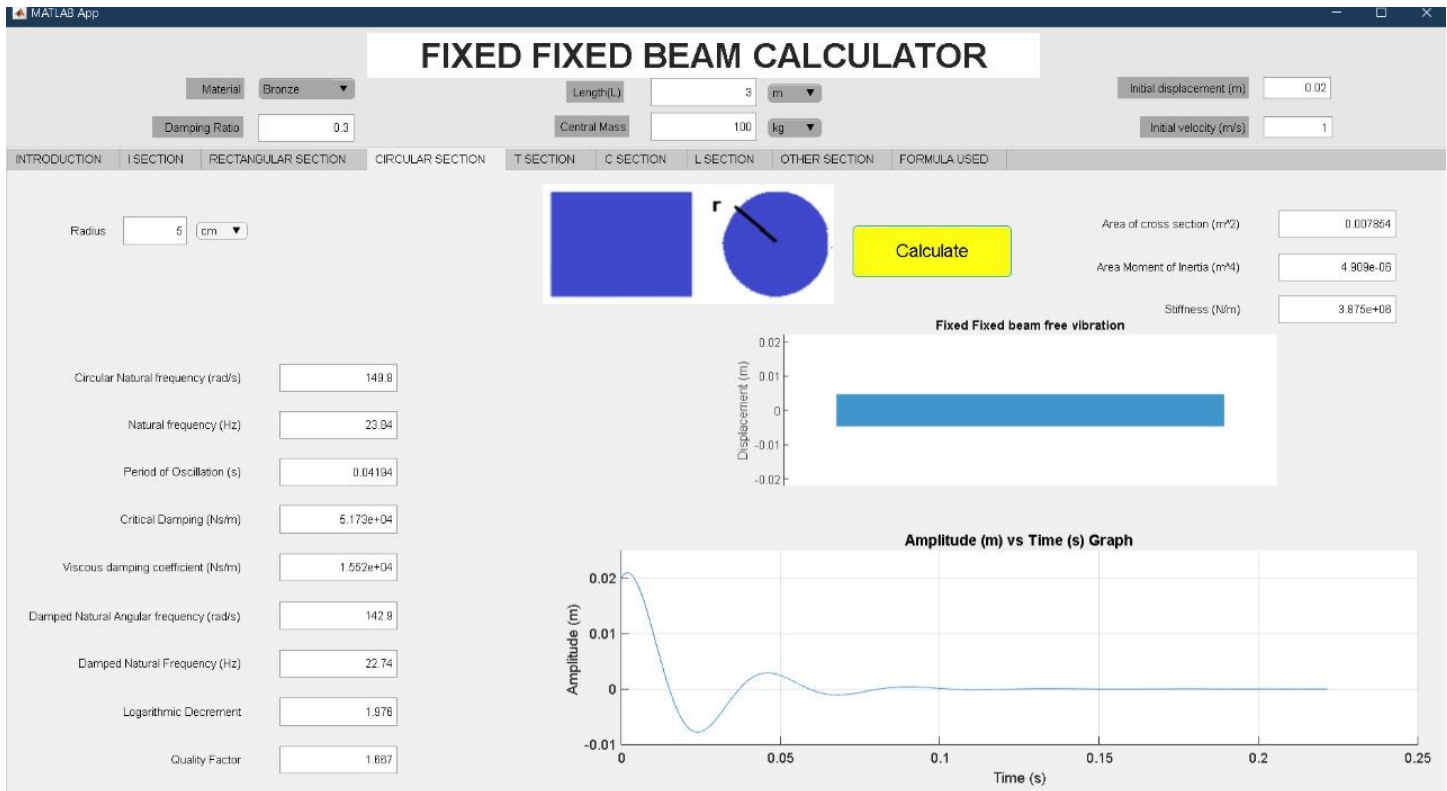 MATLAB App
FIXED FIXED BEAM CALCULATOR
Material Bronze Length(L) 3 m Initial displacement (m) 0.02
Damping Ratio 0.3 Central Mass 100 kg Initial velocity (m/s) 1
INTRODUCTION I SECTION RECTANGULAR SECTION CIRCULAR SECTION T SECTION C SECTION L SECTION OTHER SECTION FORMULA USED
Radius 5 cm
r
Calculate
Area of cross section (m^2) 0.007854
Area Moment of Inertia (m^4) 4.909e-06
Stiffness (N/m) 3.875e+06
Fixed Fixed beam free vibration
0.02
0.01
0
-0.01
-0.02
Displacement (m)
Circular Natural frequency (rad/s) 149.8
Natural frequency (Hz) 23.84
Period of Oscillation (s) 0.04194
Critical Damping (Ns/m) 5.173e+04
Viscous damping coefficient (Ns/m) 1.552e+04
Damped Natural Angular frequency (rad/s) 142.9
Damped Natural Frequency (Hz) 22.74
Logarithmic Decrement 1.976
Quality Factor 1.667
Amplitude (m) vs Time (s) Graph
0.02
0.01
0
-0.01
Amplitude (m)
0 0.05 0.1 0.15 0.2 0.25
Time (s)